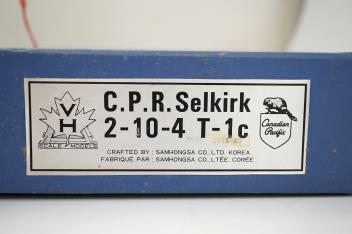 VH
SCALE MODELS
C.P.R. Selkirk
2-10-4 T-1c
CRAFTED BY : SAMHONGSA CO., LTD. KOREA
FABRIQUÉ PAR : SAMHONGSA CO., LTÉE. CORÉE
Canadian
Pacific